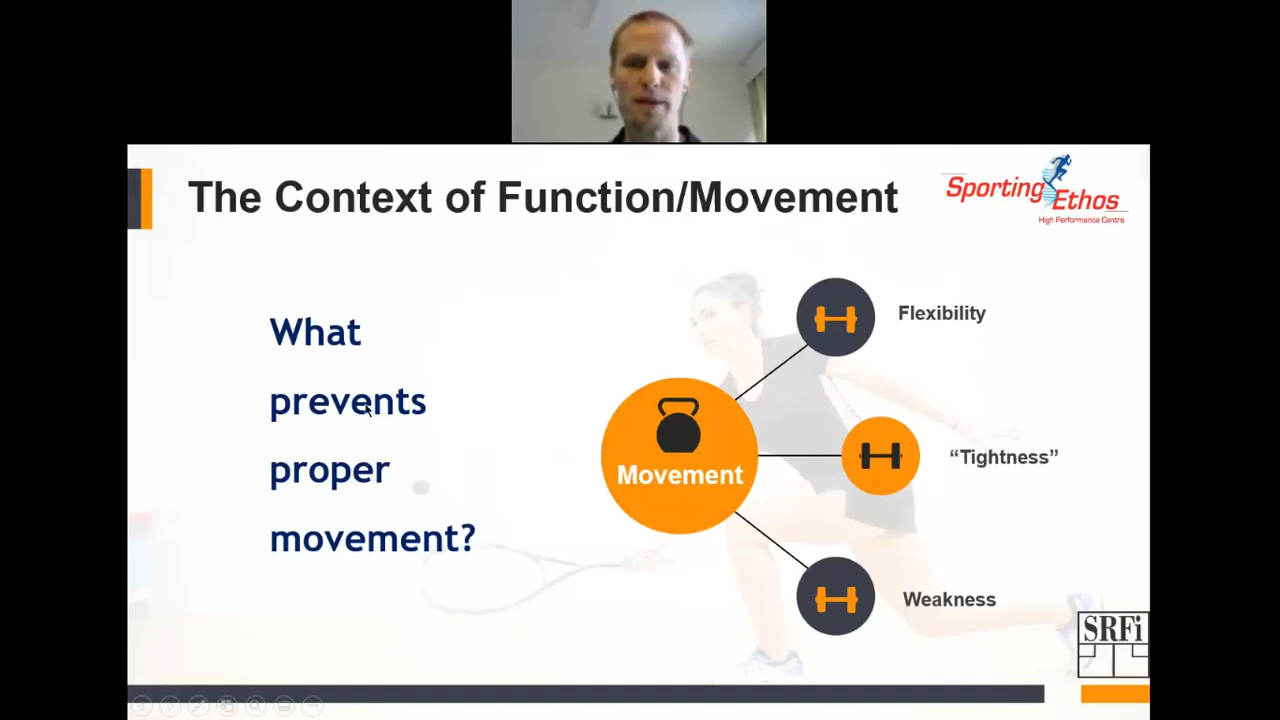 The Context of Function/Movement
Sporting
Ethos
High Performance Centre
What
prevents
proper
movement?
Movement
Flexibility
“Tightness”
Weakness
SRFi